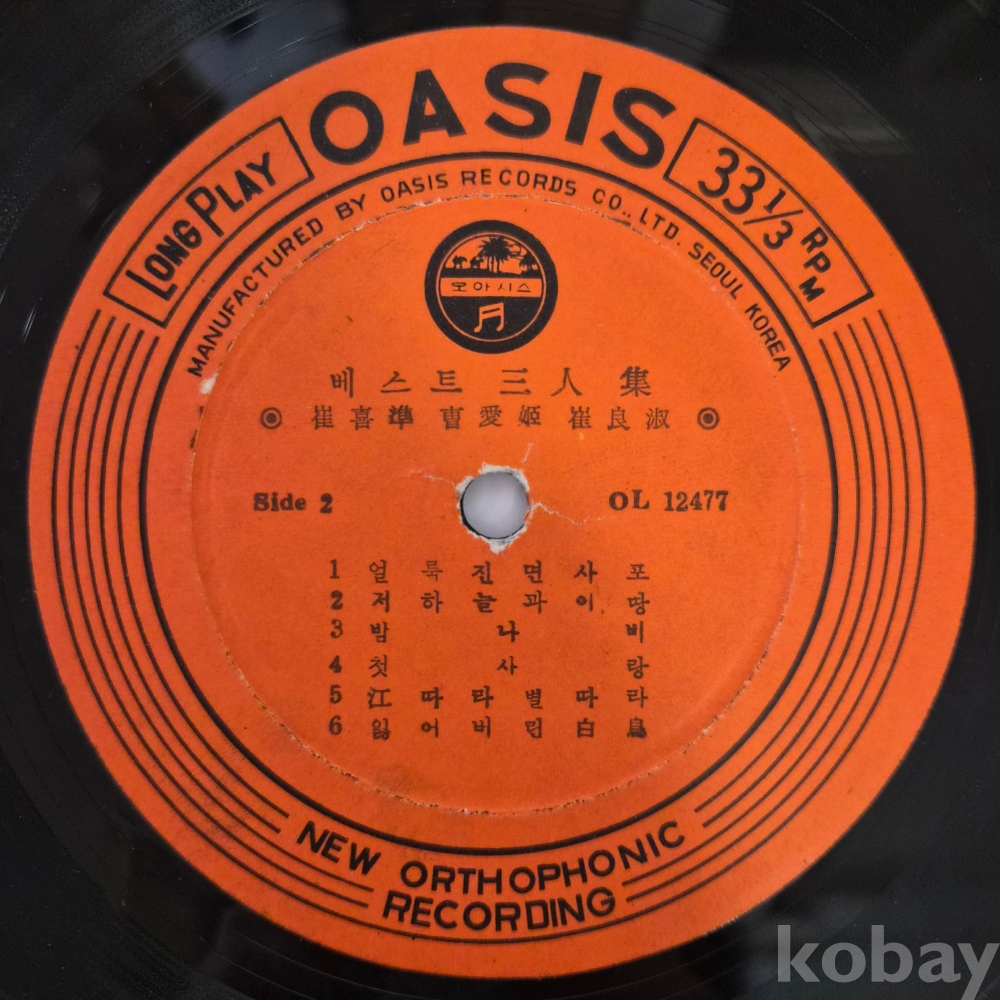 OASIS
LONG PLAY
33 1/3 RPM
MANUFACTURED BY OASIS RECORDS CO., LTD. SEOUL KOREA
오아시스
베스트 三人 集
崔喜準 曺愛姬 崔良淑
Side 2
OL 12477
1 얼룩진면사포
2 저하늘과이땅
3 밤나비
4 첫사랑
5 江따라별따라
6 잃어버린白鳥
NEW ORTHOPHONIC
RECORDING
kobay